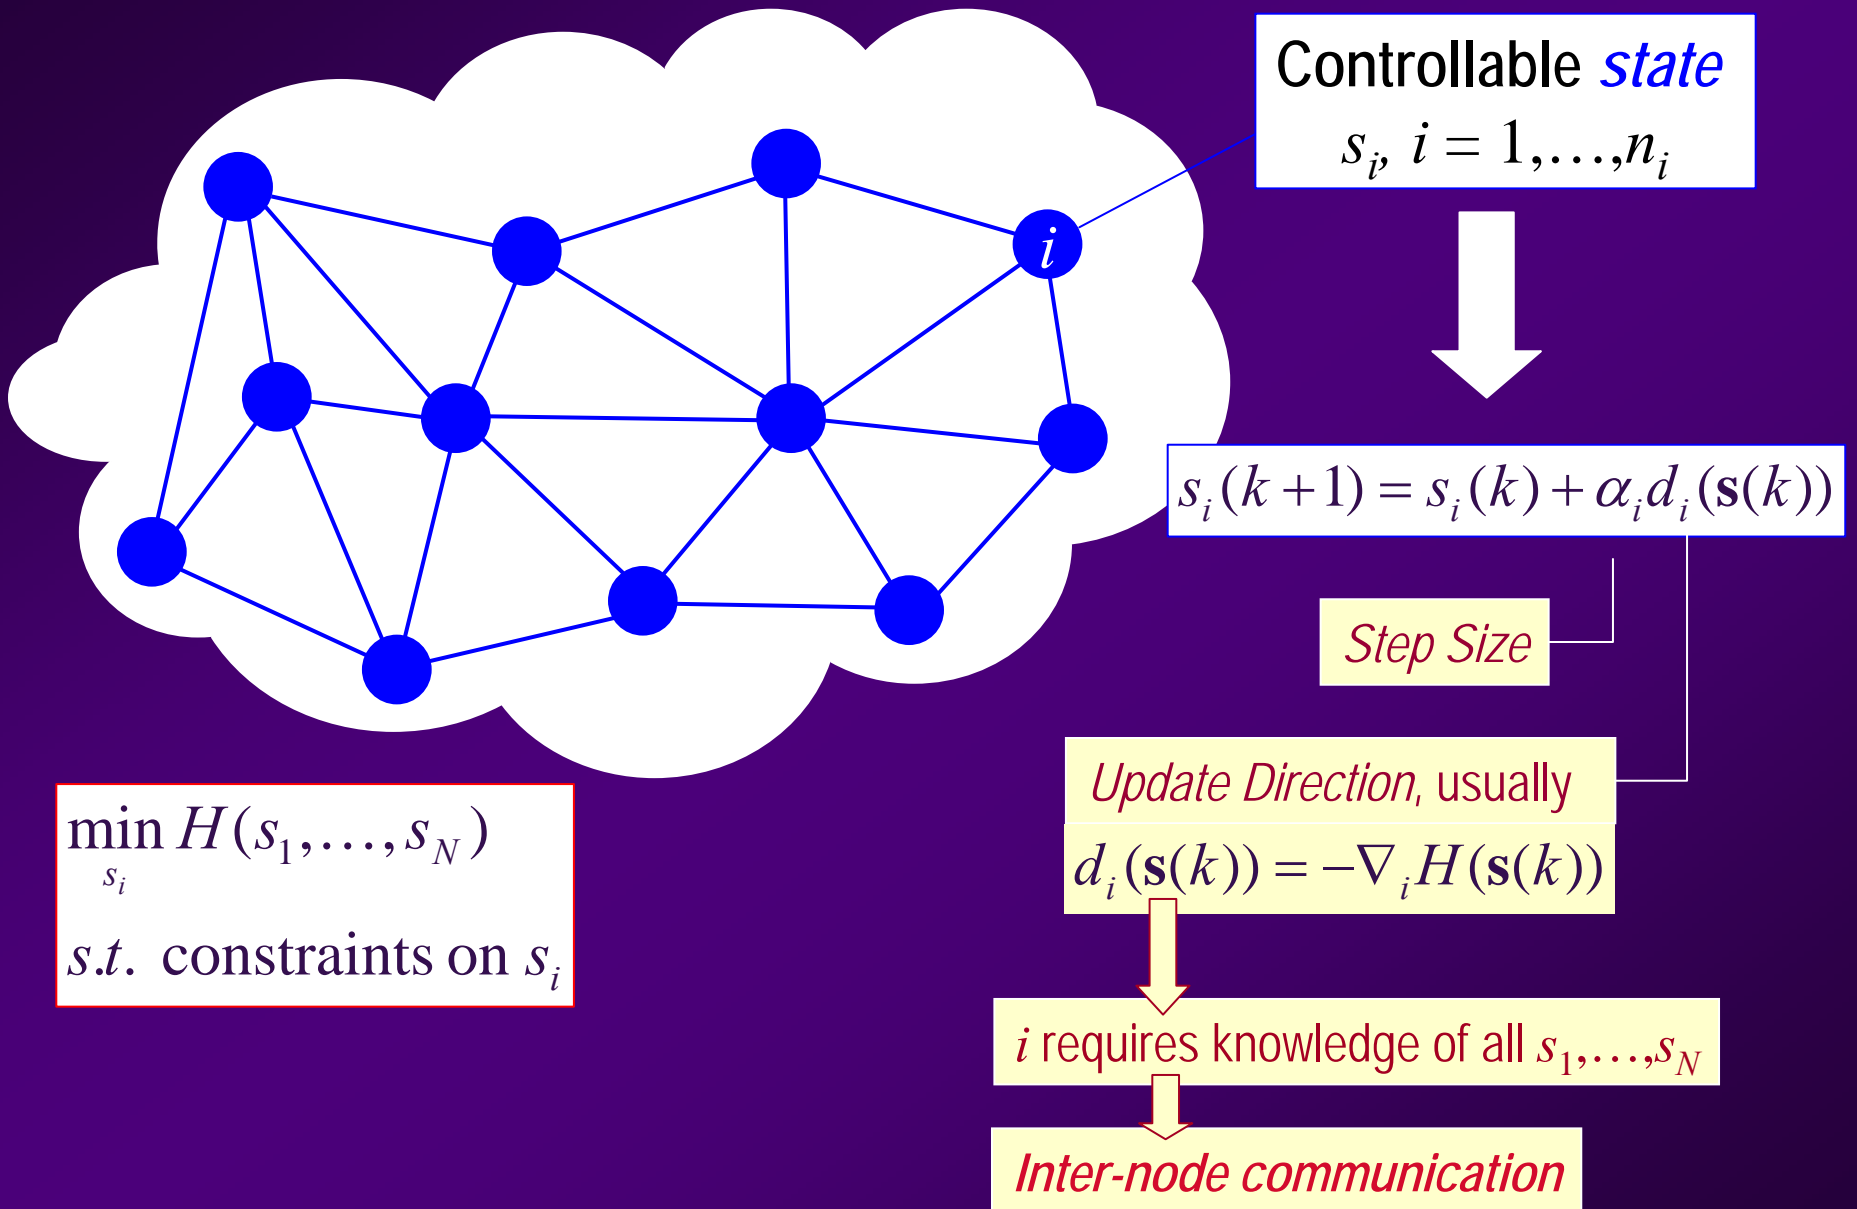 Controllable state
s_i, i = 1,…,n_i
i
s_i(k+1) = s_i(k) + α_i d_i(𝐬(k))
Step Size
Update Direction, usually
d_i(𝐬(k)) = −∇_i H(𝐬(k))
min H(s_1,…,s_N)
s_i
s.t. constraints on s_i
i requires knowledge of all s_1,…,s_N
Inter-node communication